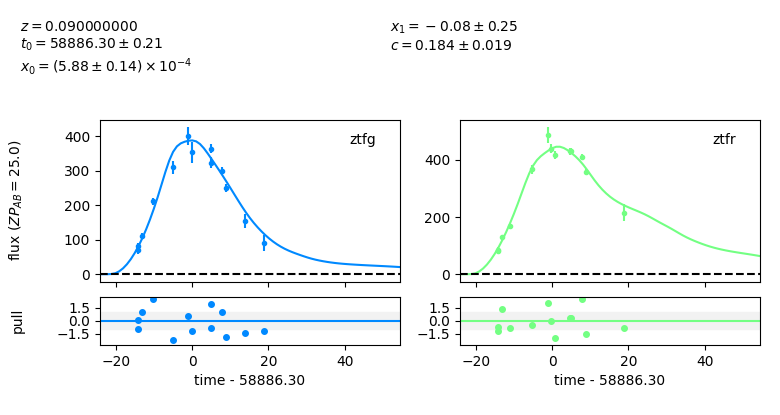 z = 0.090000000
t₀ = 58886.30 ± 0.21
x₀ = (5.88 ± 0.14) × 10⁻⁴
x₁ = −0.08 ± 0.25
c = 0.184 ± 0.019
flux (ZP_AB = 25.0)
400
300
200
100
0
ztfg
400
200
0
ztfr
pull
1.5
0.0
−1.5
−20 0 20 40
time - 58886.30
1.5
0.0
−1.5
−20 0 20 40
time - 58886.30